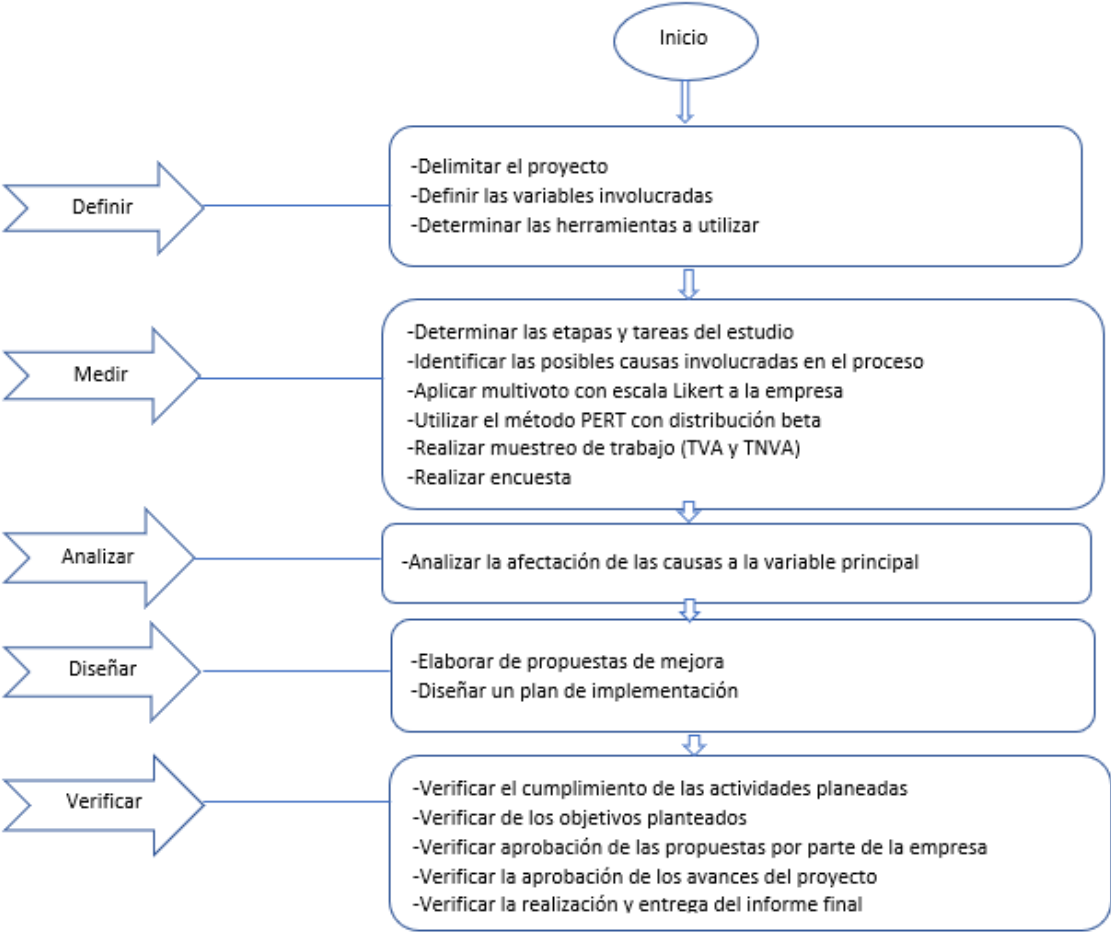 Inicio
Definir
-Delimitar el proyecto
-Definir las variables involucradas
-Determinar las herramientas a utilizar
Medir
-Determinar las etapas y tareas del estudio
-Identificar las posibles causas involucradas en el proceso
-Aplicar multivoto con escala Likert a la empresa
-Utilizar el método PERT con distribución beta
-Realizar muestreo de trabajo (TVA y TNVA)
-Realizar encuesta
Analizar
-Analizar la afectación de las causas a la variable principal
Diseñar
-Elaborar de propuestas de mejora
-Diseñar un plan de implementación
Verificar
-Verificar el cumplimiento de las actividades planeadas
-Verificar de los objetivos planteados
-Verificar aprobación de las propuestas por parte de la empresa
-Verificar la aprobación de los avances del proyecto
-Verificar la realización y entrega del informe final